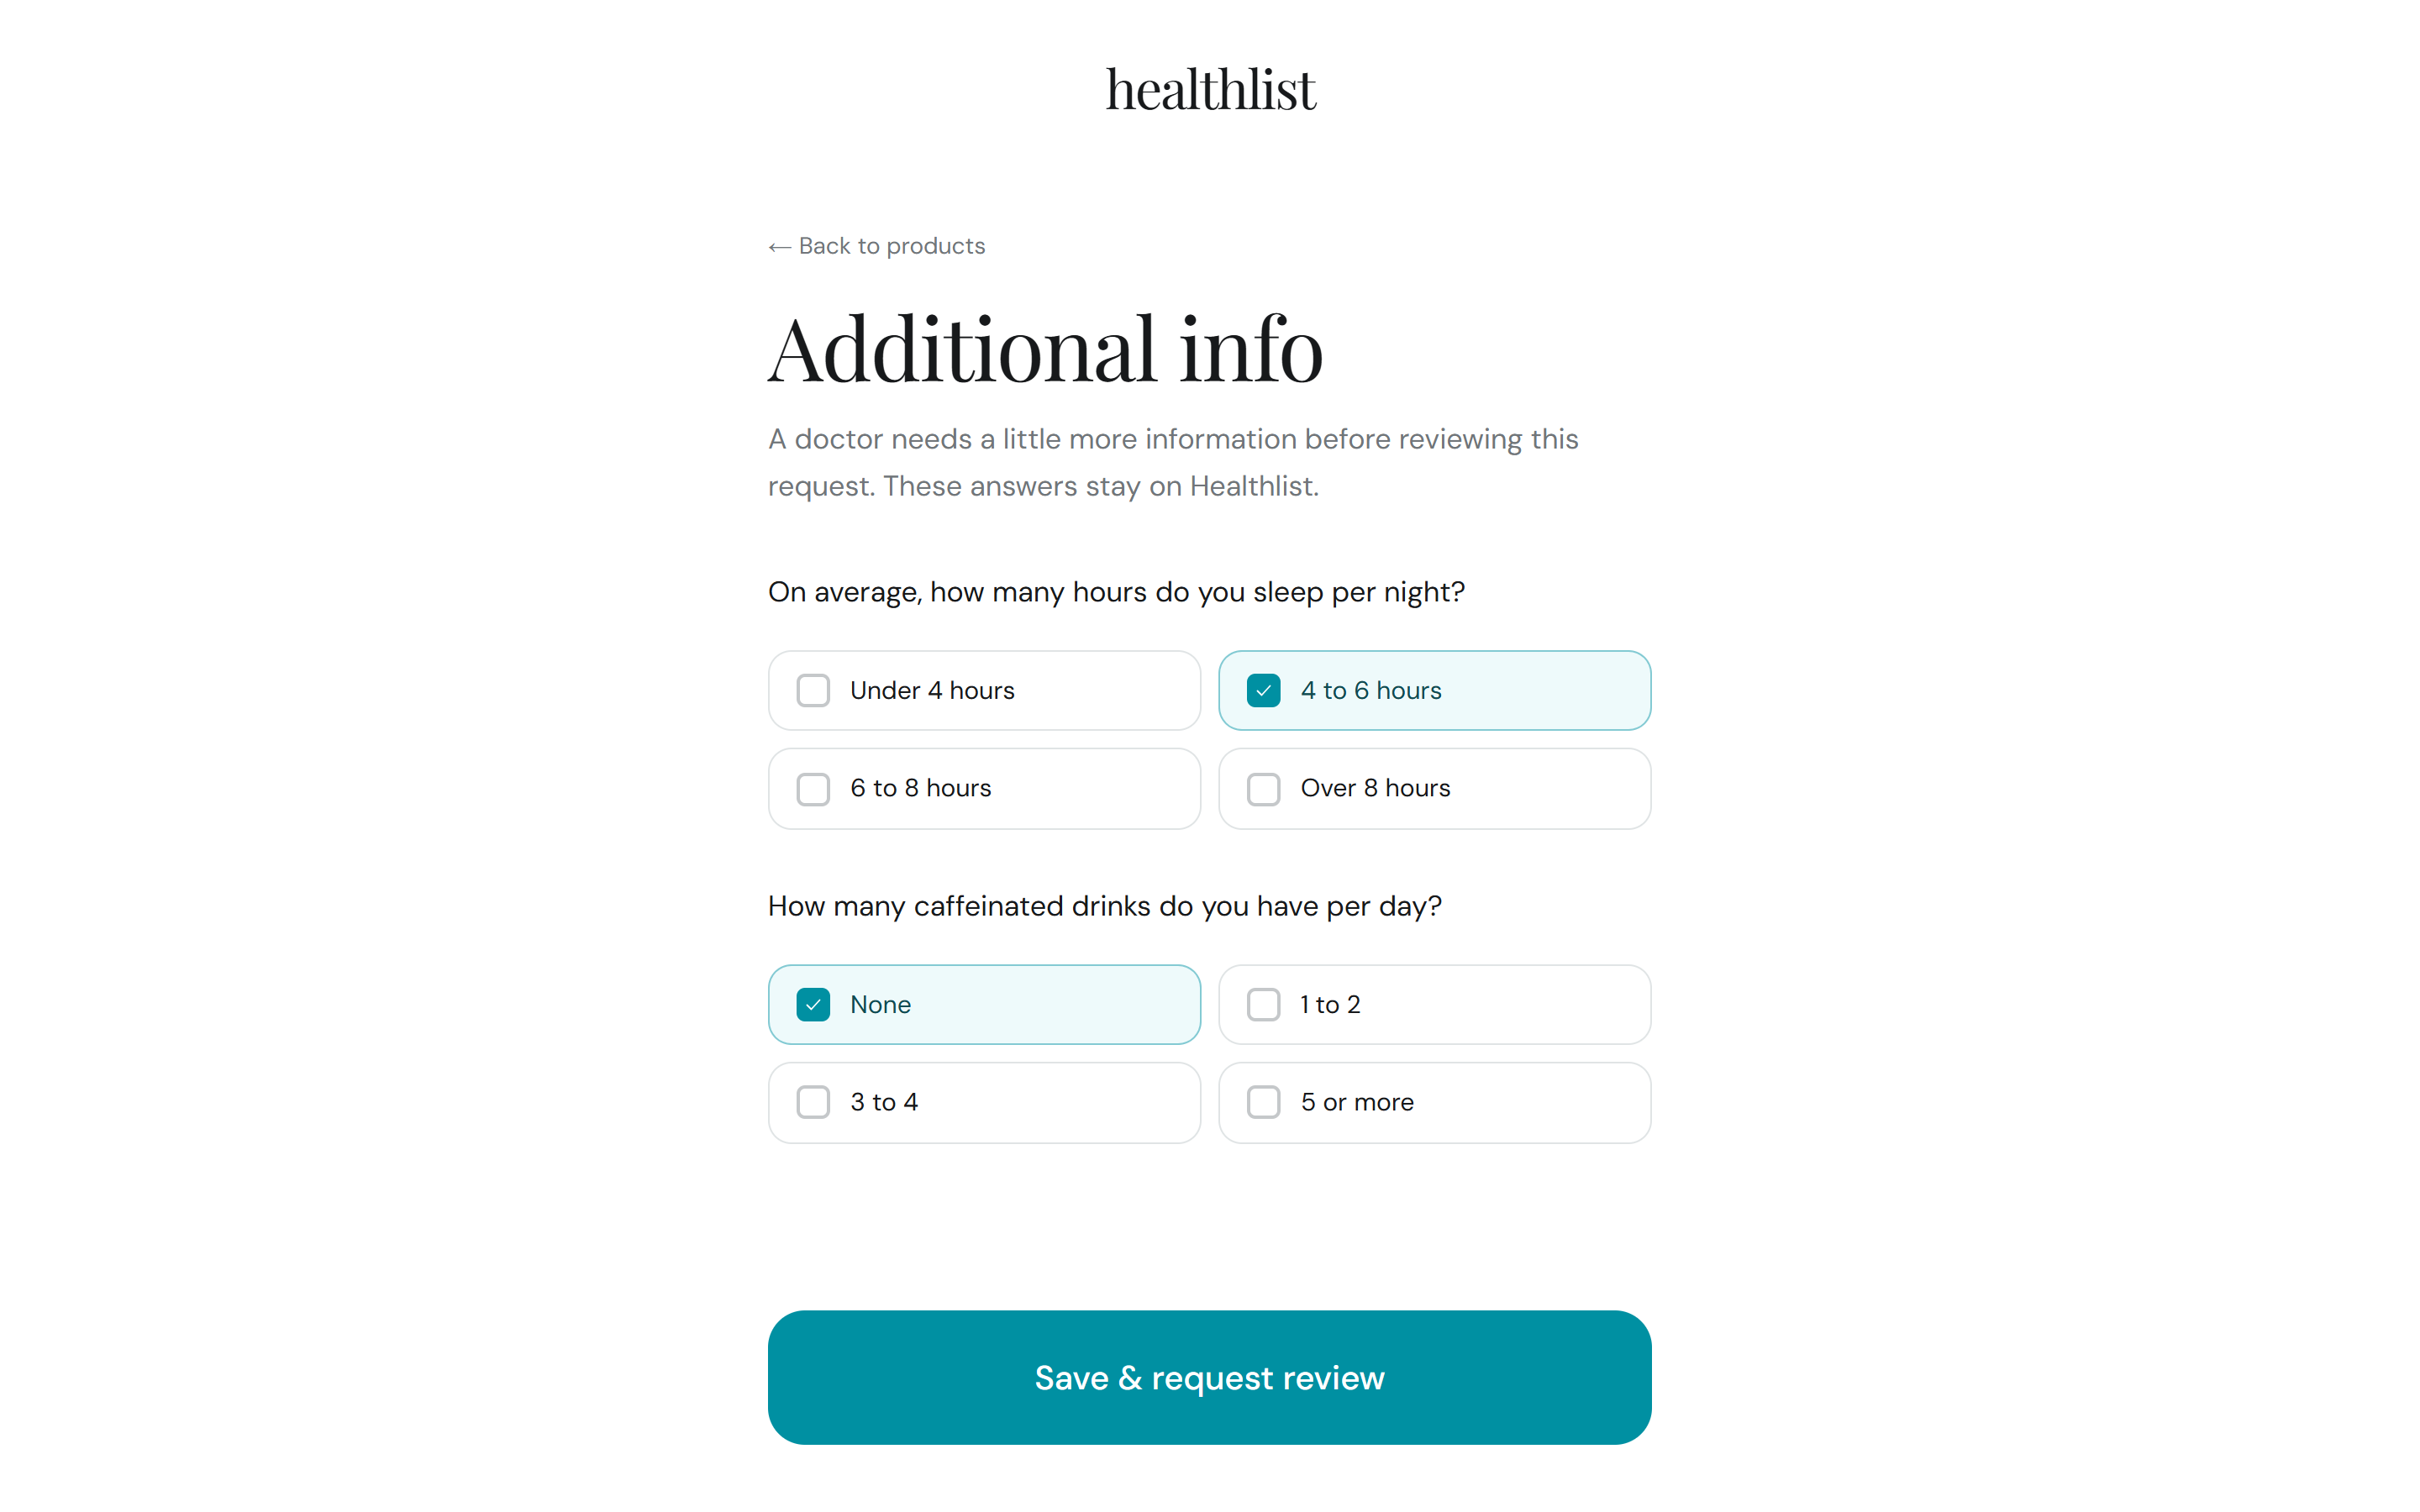 healthlist
← Back to products
Additional info
A doctor needs a little more information before reviewing this
request. These answers stay on Healthlist.
On average, how many hours do you sleep per night?
Under 4 hours
4 to 6 hours
6 to 8 hours
Over 8 hours
How many caffeinated drinks do you have per day?
None
1 to 2
3 to 4
5 or more
Save & request review